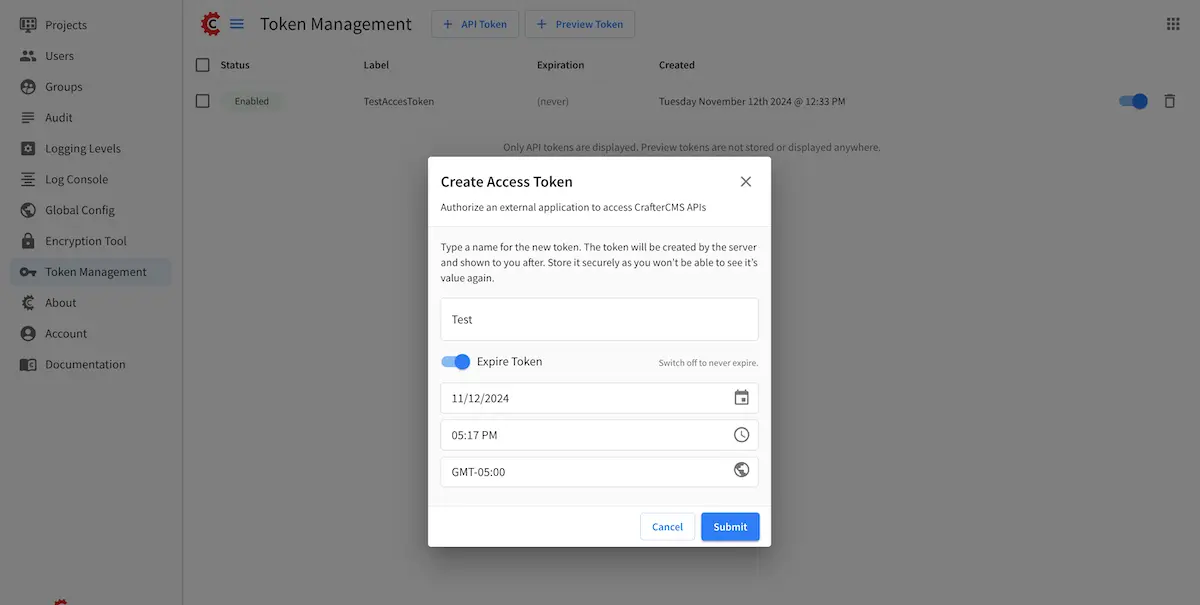 Projects
Users
Groups
Audit
Logging Levels
Log Console
Global Config
Encryption Tool
Token Management
About
Account
Documentation
Token Management
+ API Token
+ Preview Token
Status Label Expiration Created
Enabled TestAccesToken (never) Tuesday November 12th 2024 @ 12:33 PM
Only API tokens are displayed. Preview tokens are not stored or displayed anywhere.
Create Access Token
Authorize an external application to access CrafterCMS APIs
Type a name for the new token. The token will be created by the server
and shown to you after. Store it securely as you won't be able to see it's
value again.
Test
Expire Token Switch off to never expire.
11/12/2024
05:17 PM
GMT-05:00
Cancel Submit